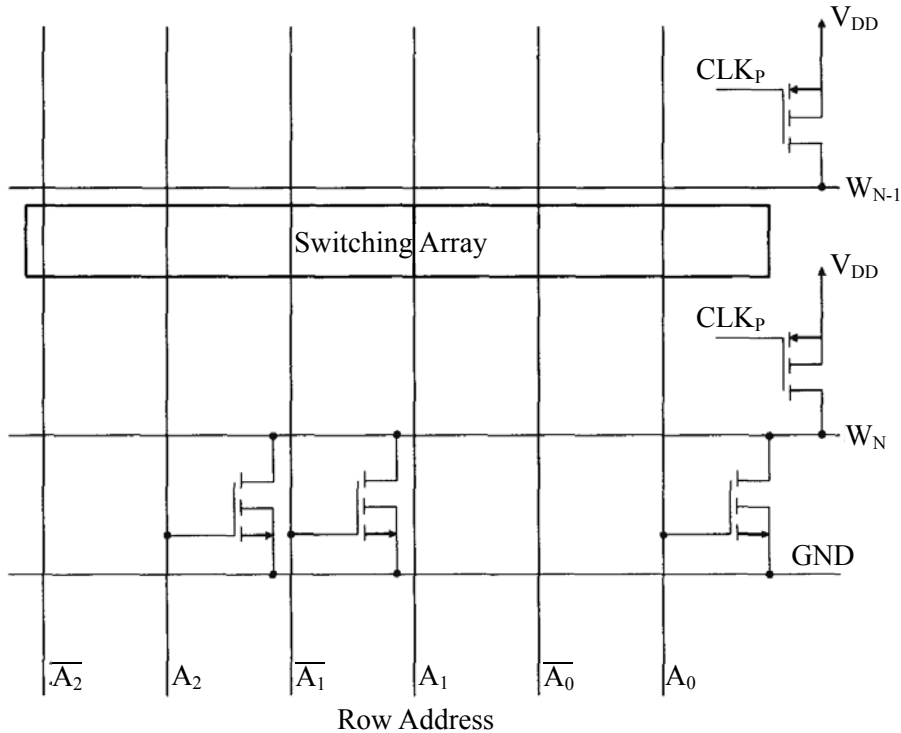 V_DD
CLK_P
W_N-1
Switching Array
V_DD
CLK_P
W_N
GND
A̅₂ A₂ A̅₁ A₁ A̅₀ A₀
Row Address